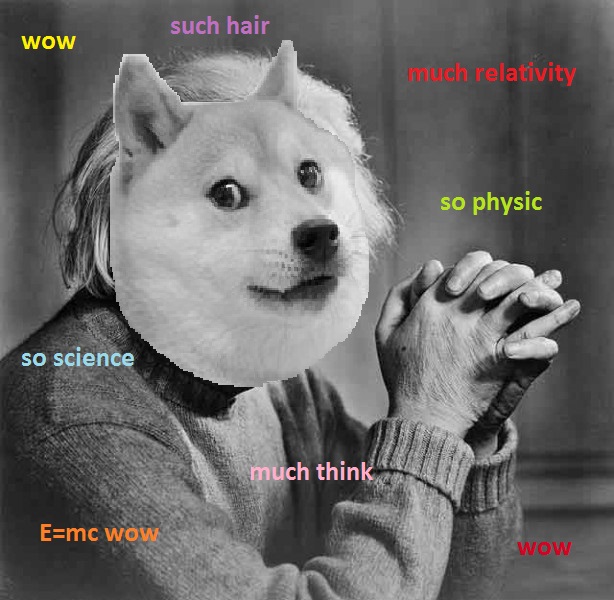 wow
such hair
much relativity
so physic
so science
much think
E=mc wow
wow